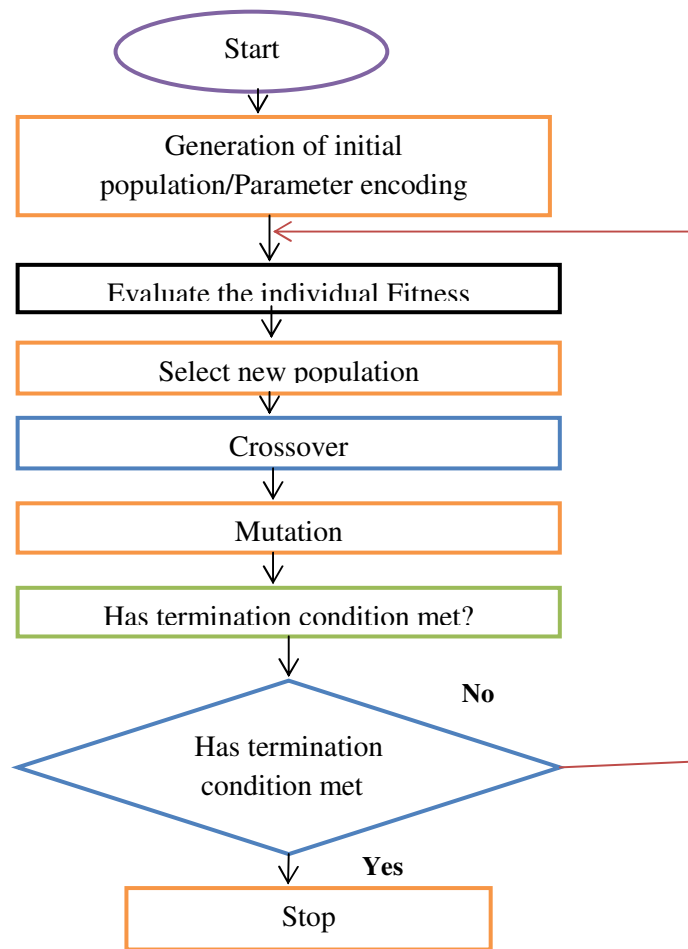 Start
Generation of initial
population/Parameter encoding
Evaluate the individual Fitness
Select new population
Crossover
Mutation
Has termination condition met?
No
Has termination
condition met
Yes
Stop